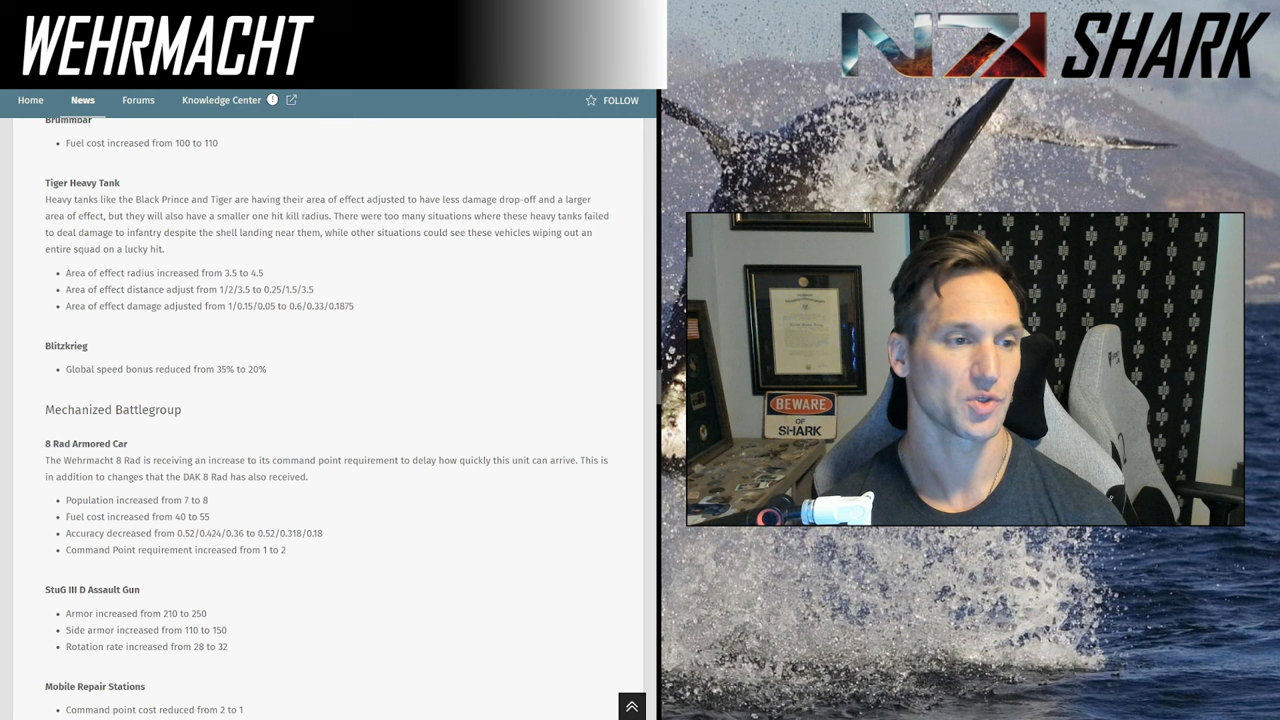 WEHRMACHT
N7 SHARK
Home News Forums Knowledge Center ! FOLLOW
Brummbar
• Fuel cost increased from 100 to 110
Tiger Heavy Tank
Heavy tanks like the Black Prince and Tiger are having their area of effect adjusted to have less damage drop-off and a larger
area of effect, but they will also have a smaller one hit kill radius. There were too many situations where these heavy tanks failed
to deal damage to infantry despite the shell landing near them, while other situations could see these vehicles wiping out an
entire squad on a lucky hit.
• Area of effect radius increased from 3.5 to 4.5
• Area of effect distance adjust from 1/2/3.5 to 0.25/1.5/3.5
• Area of effect damage adjusted from 1/0.15/0.05 to 0.6/0.33/0.1875
Blitzkrieg
• Global speed bonus reduced from 35% to 20%
Mechanized Battlegroup
8 Rad Armored Car
The Wehrmacht 8 Rad is receiving an increase to its command point requirement to delay how quickly this unit can arrive. This is
in addition to changes that the DAK 8 Rad has also received.
• Population increased from 7 to 8
• Fuel cost increased from 40 to 55
• Accuracy decreased from 0.52/0.424/0.36 to 0.52/0.318/0.18
• Command Point requirement increased from 1 to 2
StuG III D Assault Gun
• Armor increased from 210 to 250
• Side armor increased from 110 to 150
• Rotation rate increased from 28 to 32
Mobile Repair Stations
• Command point cost reduced from 2 to 1
BEWARE
OF
SHARK